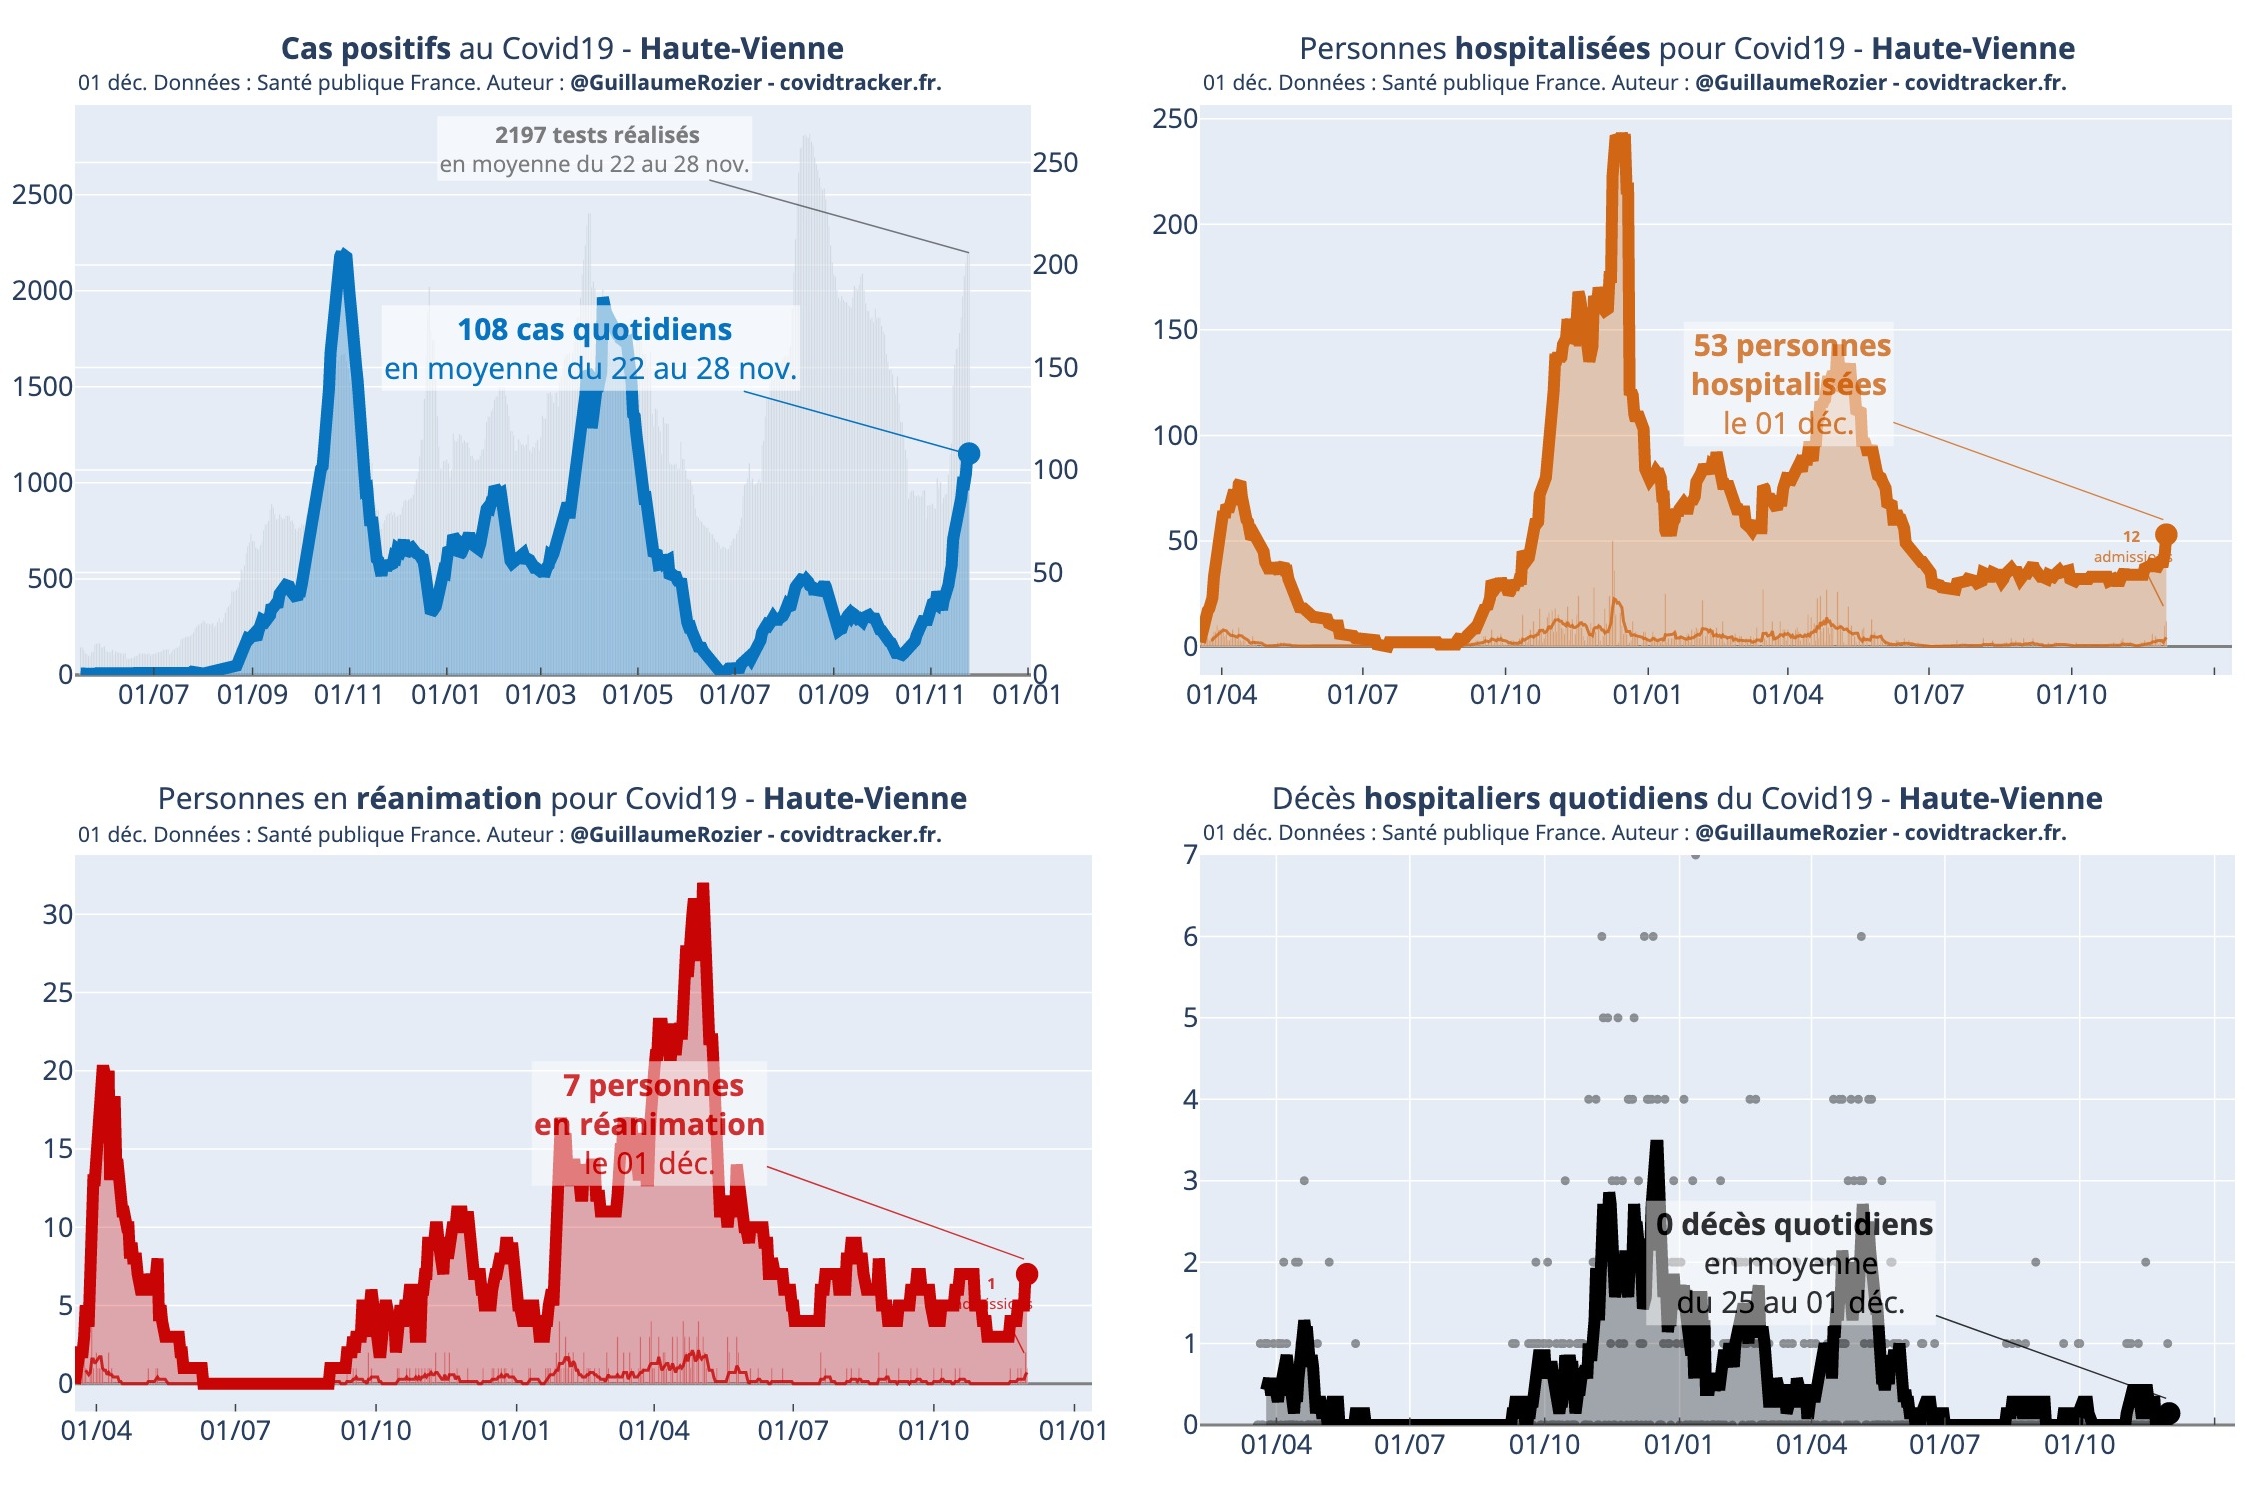 Cas positifs au Covid19 - Haute-Vienne
01 déc. Données : Santé publique France. Auteur : @GuillaumeRozier - covidtracker.fr.
2197 tests réalisés
en moyenne du 22 au 28 nov.
108 cas quotidiens
en moyenne du 22 au 28 nov.
2500
2000
1500
1000
500
0
250
200
150
100
50
0
01/07 01/09 01/11 01/01 01/03 01/05 01/07 01/09 01/11 01/01
Personnes hospitalisées pour Covid19 - Haute-Vienne
01 déc. Données : Santé publique France. Auteur : @GuillaumeRozier - covidtracker.fr.
250
200
150
100
50
0
53 personnes
hospitalisées
le 01 déc.
12
admissions
01/04 01/07 01/10 01/01 01/04 01/07 01/10
Personnes en réanimation pour Covid19 - Haute-Vienne
01 déc. Données : Santé publique France. Auteur : @GuillaumeRozier - covidtracker.fr.
30
25
20
15
10
5
0
7 personnes
en réanimation
le 01 déc.
1
admissions
01/04 01/07 01/10 01/01 01/04 01/07 01/10 01/01
Décès hospitaliers quotidiens du Covid19 - Haute-Vienne
01 déc. Données : Santé publique France. Auteur : @GuillaumeRozier - covidtracker.fr.
7
6
5
4
3
2
1
0
0 décès quotidiens
en moyenne
du 25 au 01 déc.
01/04 01/07 01/10 01/01 01/04 01/07 01/10